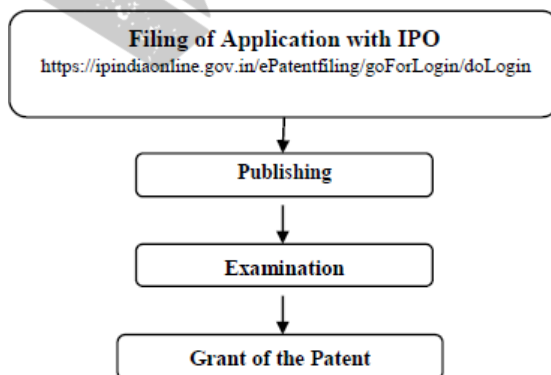 Filing of Application with IPO
https://ipindiaonline.gov.in/ePatentfiling/goForLogin/doLogin
Publishing
Examination
Grant of the Patent